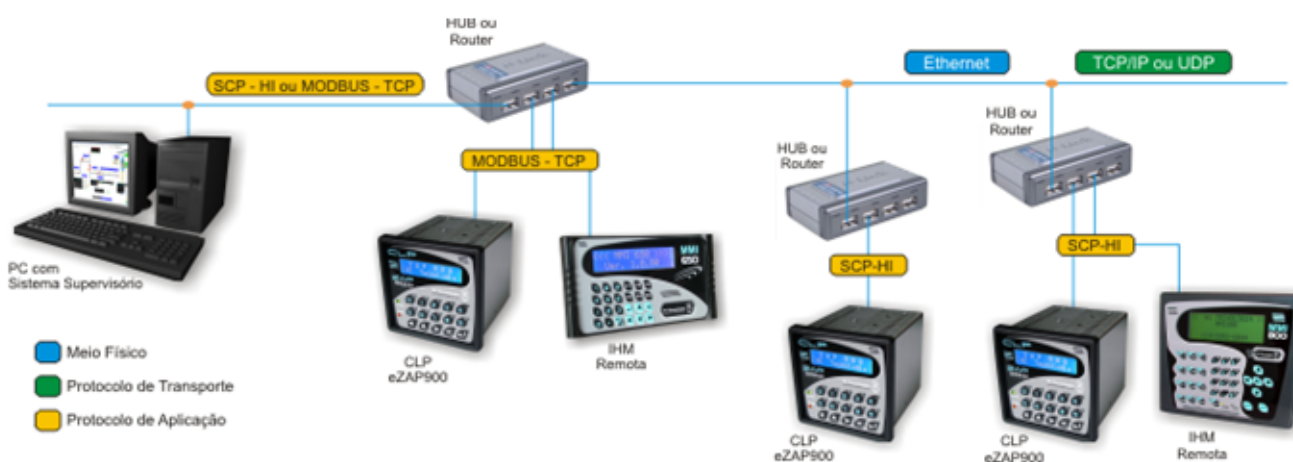 HUB ou
Router
SCP - HI ou MODBUS - TCP
Ethernet
TCP/IP ou UDP
HUB ou
Router
HUB ou
Router
MODBUS - TCP
SCP-HI
SCP-HI
PC com
Sistema Supervisório
CLP
eZAP900
IHM
Remota
CLP
eZAP900
CLP
eZAP900
IHM
Remota
Meio Físico
Protocolo de Transporte
Protocolo de Aplicação
650